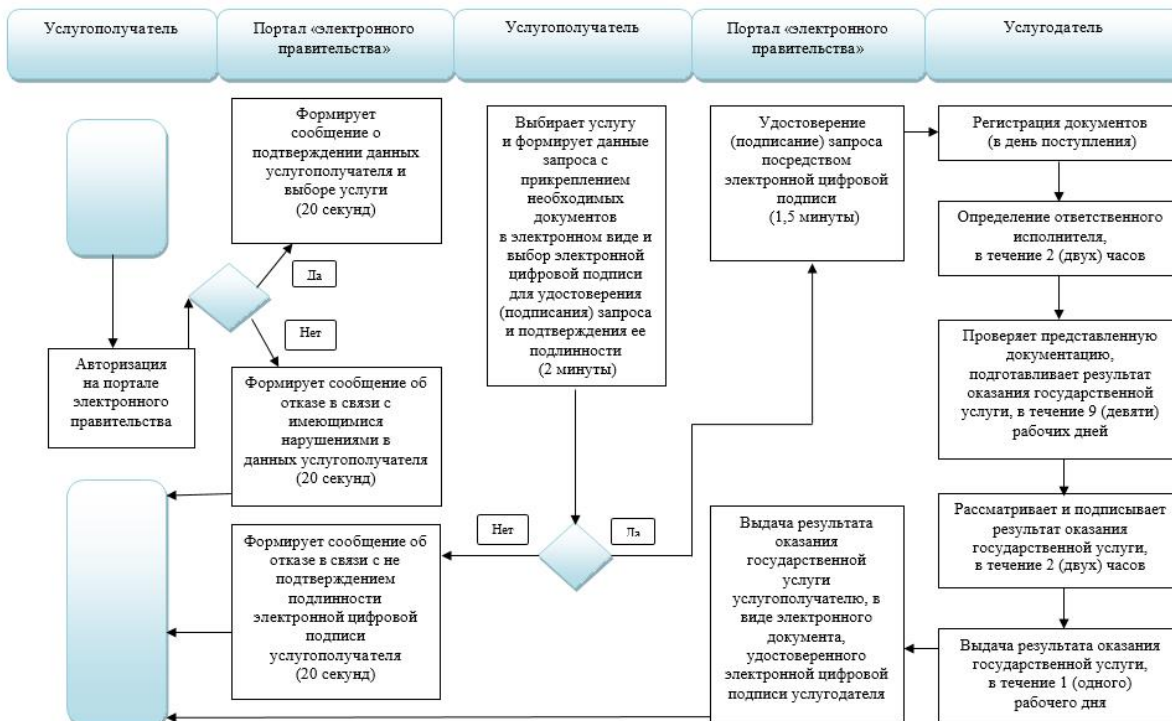 Услугополучатель
Портал «электронного
правительства»
Услугополучатель
Портал «электронного
правительства»
Услугодатель
Формирует
сообщение о
подтверждении данных
услугополучателя и
выборе услуги
(20 секунд)
Да
Нет
Авторизация
на портале
электронного
правительства
Формирует сообщение об
отказе в связи с
имеющимися
нарушениями в
данных услугополучателя
(20 секунд)
Формирует сообщение об
отказе в связи с не
подтверждением
подлинности
электронной цифровой
подписи
услугополучателя
(20 секунд)
Выбирает услугу
и формирует данные
запроса с
прикреплением
необходимых
документов
в электронном виде и
выбор электронной
цифровой подписи
для удостоверения
(подписания) запроса
и подтверждения ее
подлинности
(2 минуты)
Нет
Да
Удостоверение
(подписание) запроса
посредством
электронной цифровой
подписи
(1,5 минуты)
Выдача результата
оказания
государственной
услуги
услугополучателю, в
виде электронного
документа,
удостоверенного
электронной цифровой
подписи услугодателя
Регистрация документов
(в день поступления)
Определение ответственного
исполнителя,
в течение 2 (двух) часов
Проверяет представленную
документацию,
подготавливает результат
оказания государственной
услуги, в течение 9 (девяти)
рабочих дней
Рассматривает и подписывает
результат оказания
государственной услуги,
в течение 2 (двух) часов
Выдача результата оказания
государственной услуги,
в течение 1 (одного)
рабочего дня